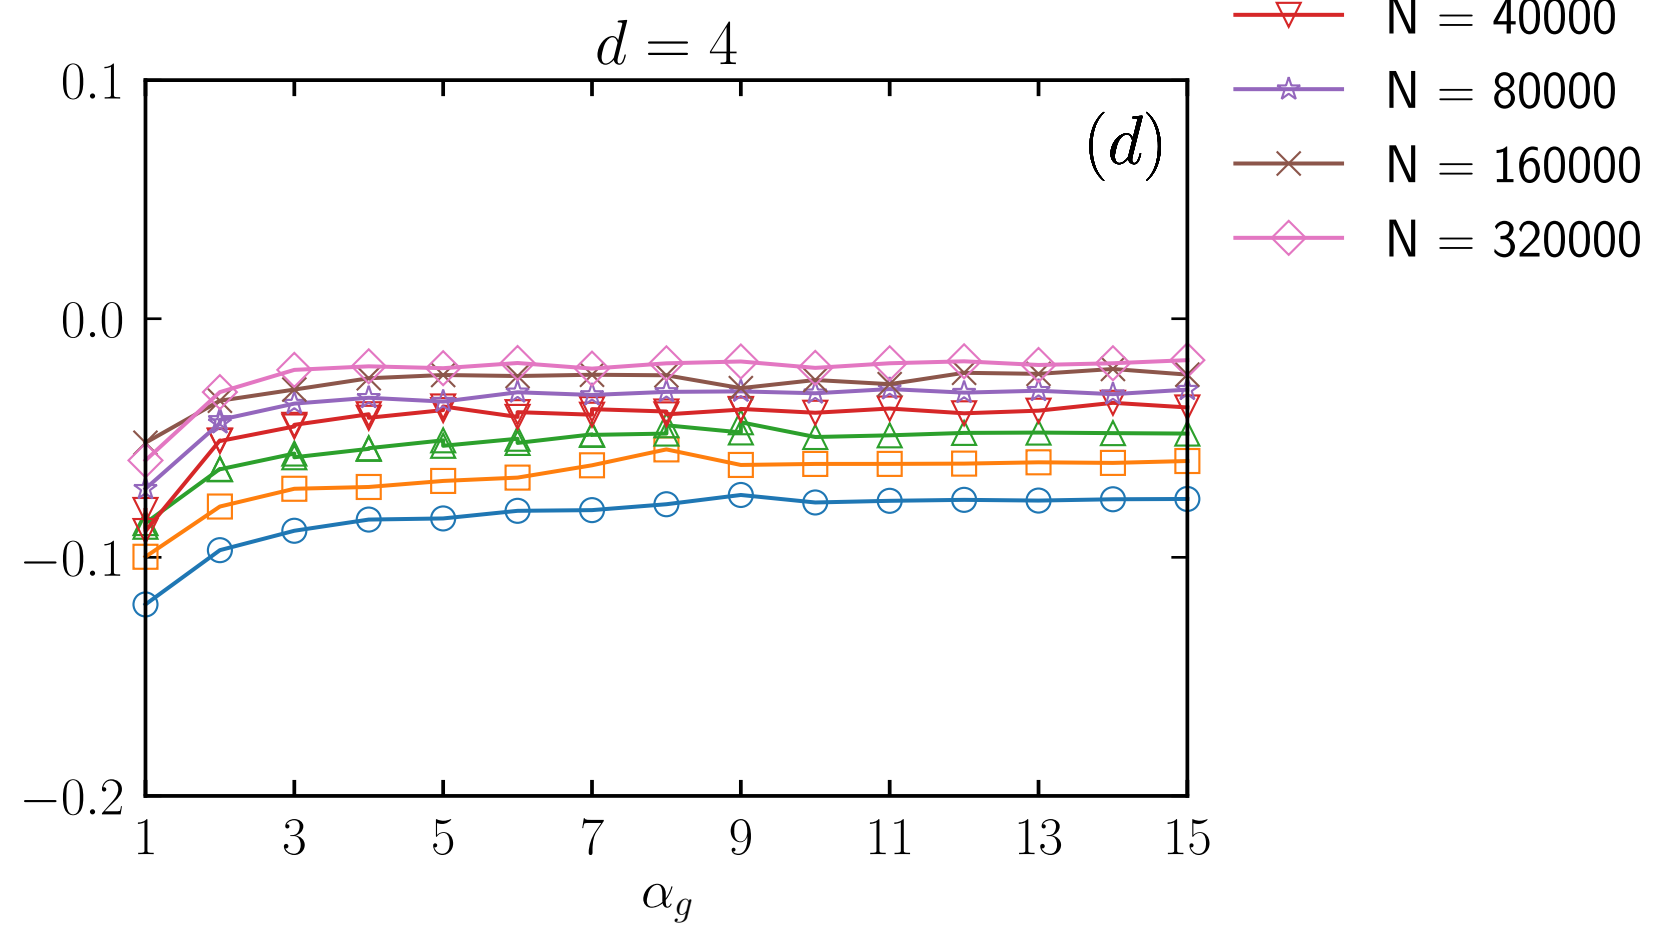 d = 4
N = 40000
N = 80000
N = 160000
N = 320000
(d)
0.1
0.0
−0.1
−0.2
1 3 5 7 9 11 13 15
α_g